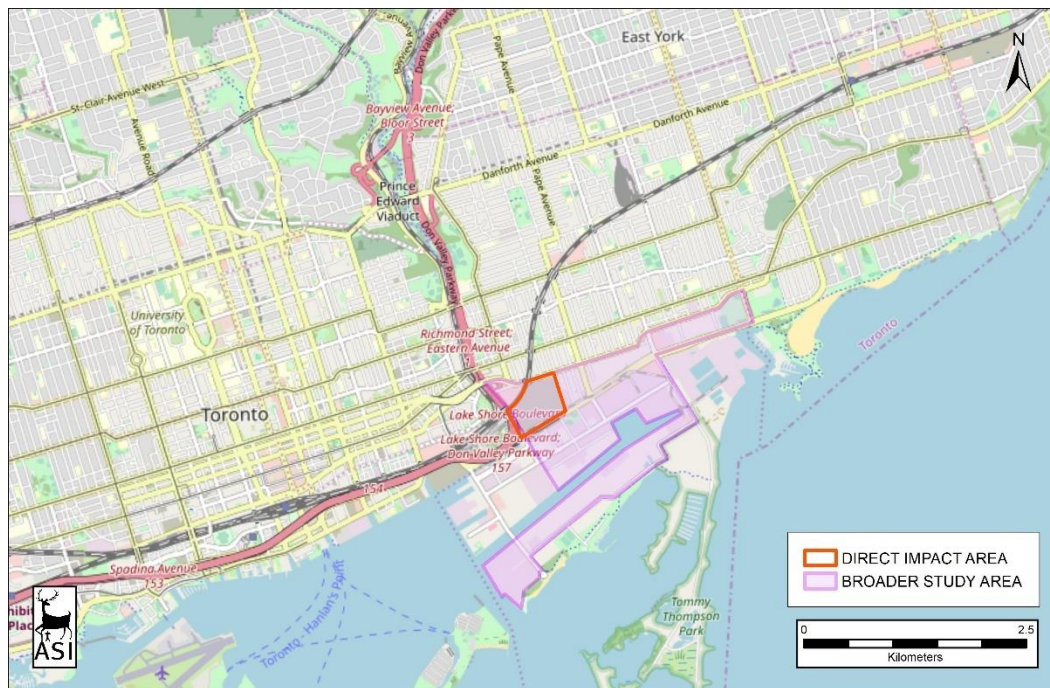 East York
N
St-Clair Avenue West
Avenue Road
Bayview Avenue
Don Valley Parkway
Pape Avenue
Bayview Avenue;
Bloor Street
Danforth Avenue
Danforth Avenue
Pape Avenue
Prince
Edward
Viaduct
Don Valley Parkway
University
of Toronto
Richmond Street;
Eastern Avenue
Toronto
Toronto
Lake Shore Boulevard
Lake Shore Boulevard;
Don Valley Parkway
157
154
Spadina Avenue
153
Toronto - Hanlan's Point
Tommy
Thompson
Park
DIRECT IMPACT AREA
BROADER STUDY AREA
0 2.5
Kilometers
ASI